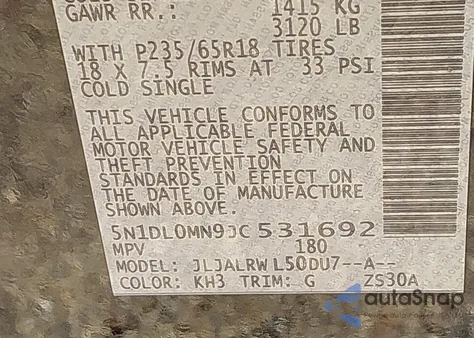 GAWR RR.: 1415 KG
3120 LB
WITH P235/65R18 TIRES
18 X 7.5 RIMS AT 33 PSI
COLD SINGLE
THIS VEHICLE CONFORMS TO
ALL APPLICABLE FEDERAL
MOTOR VEHICLE SAFETY AND
THEFT PREVENTION
STANDARDS IN EFFECT ON
THE DATE OF MANUFACTURE
SHOWN ABOVE.
5N1DL0MN9JC531692
MPV 180
MODEL: JLJALRW L50DU7--A--
COLOR: KH3 TRIM: G ZS30A
autoSnap